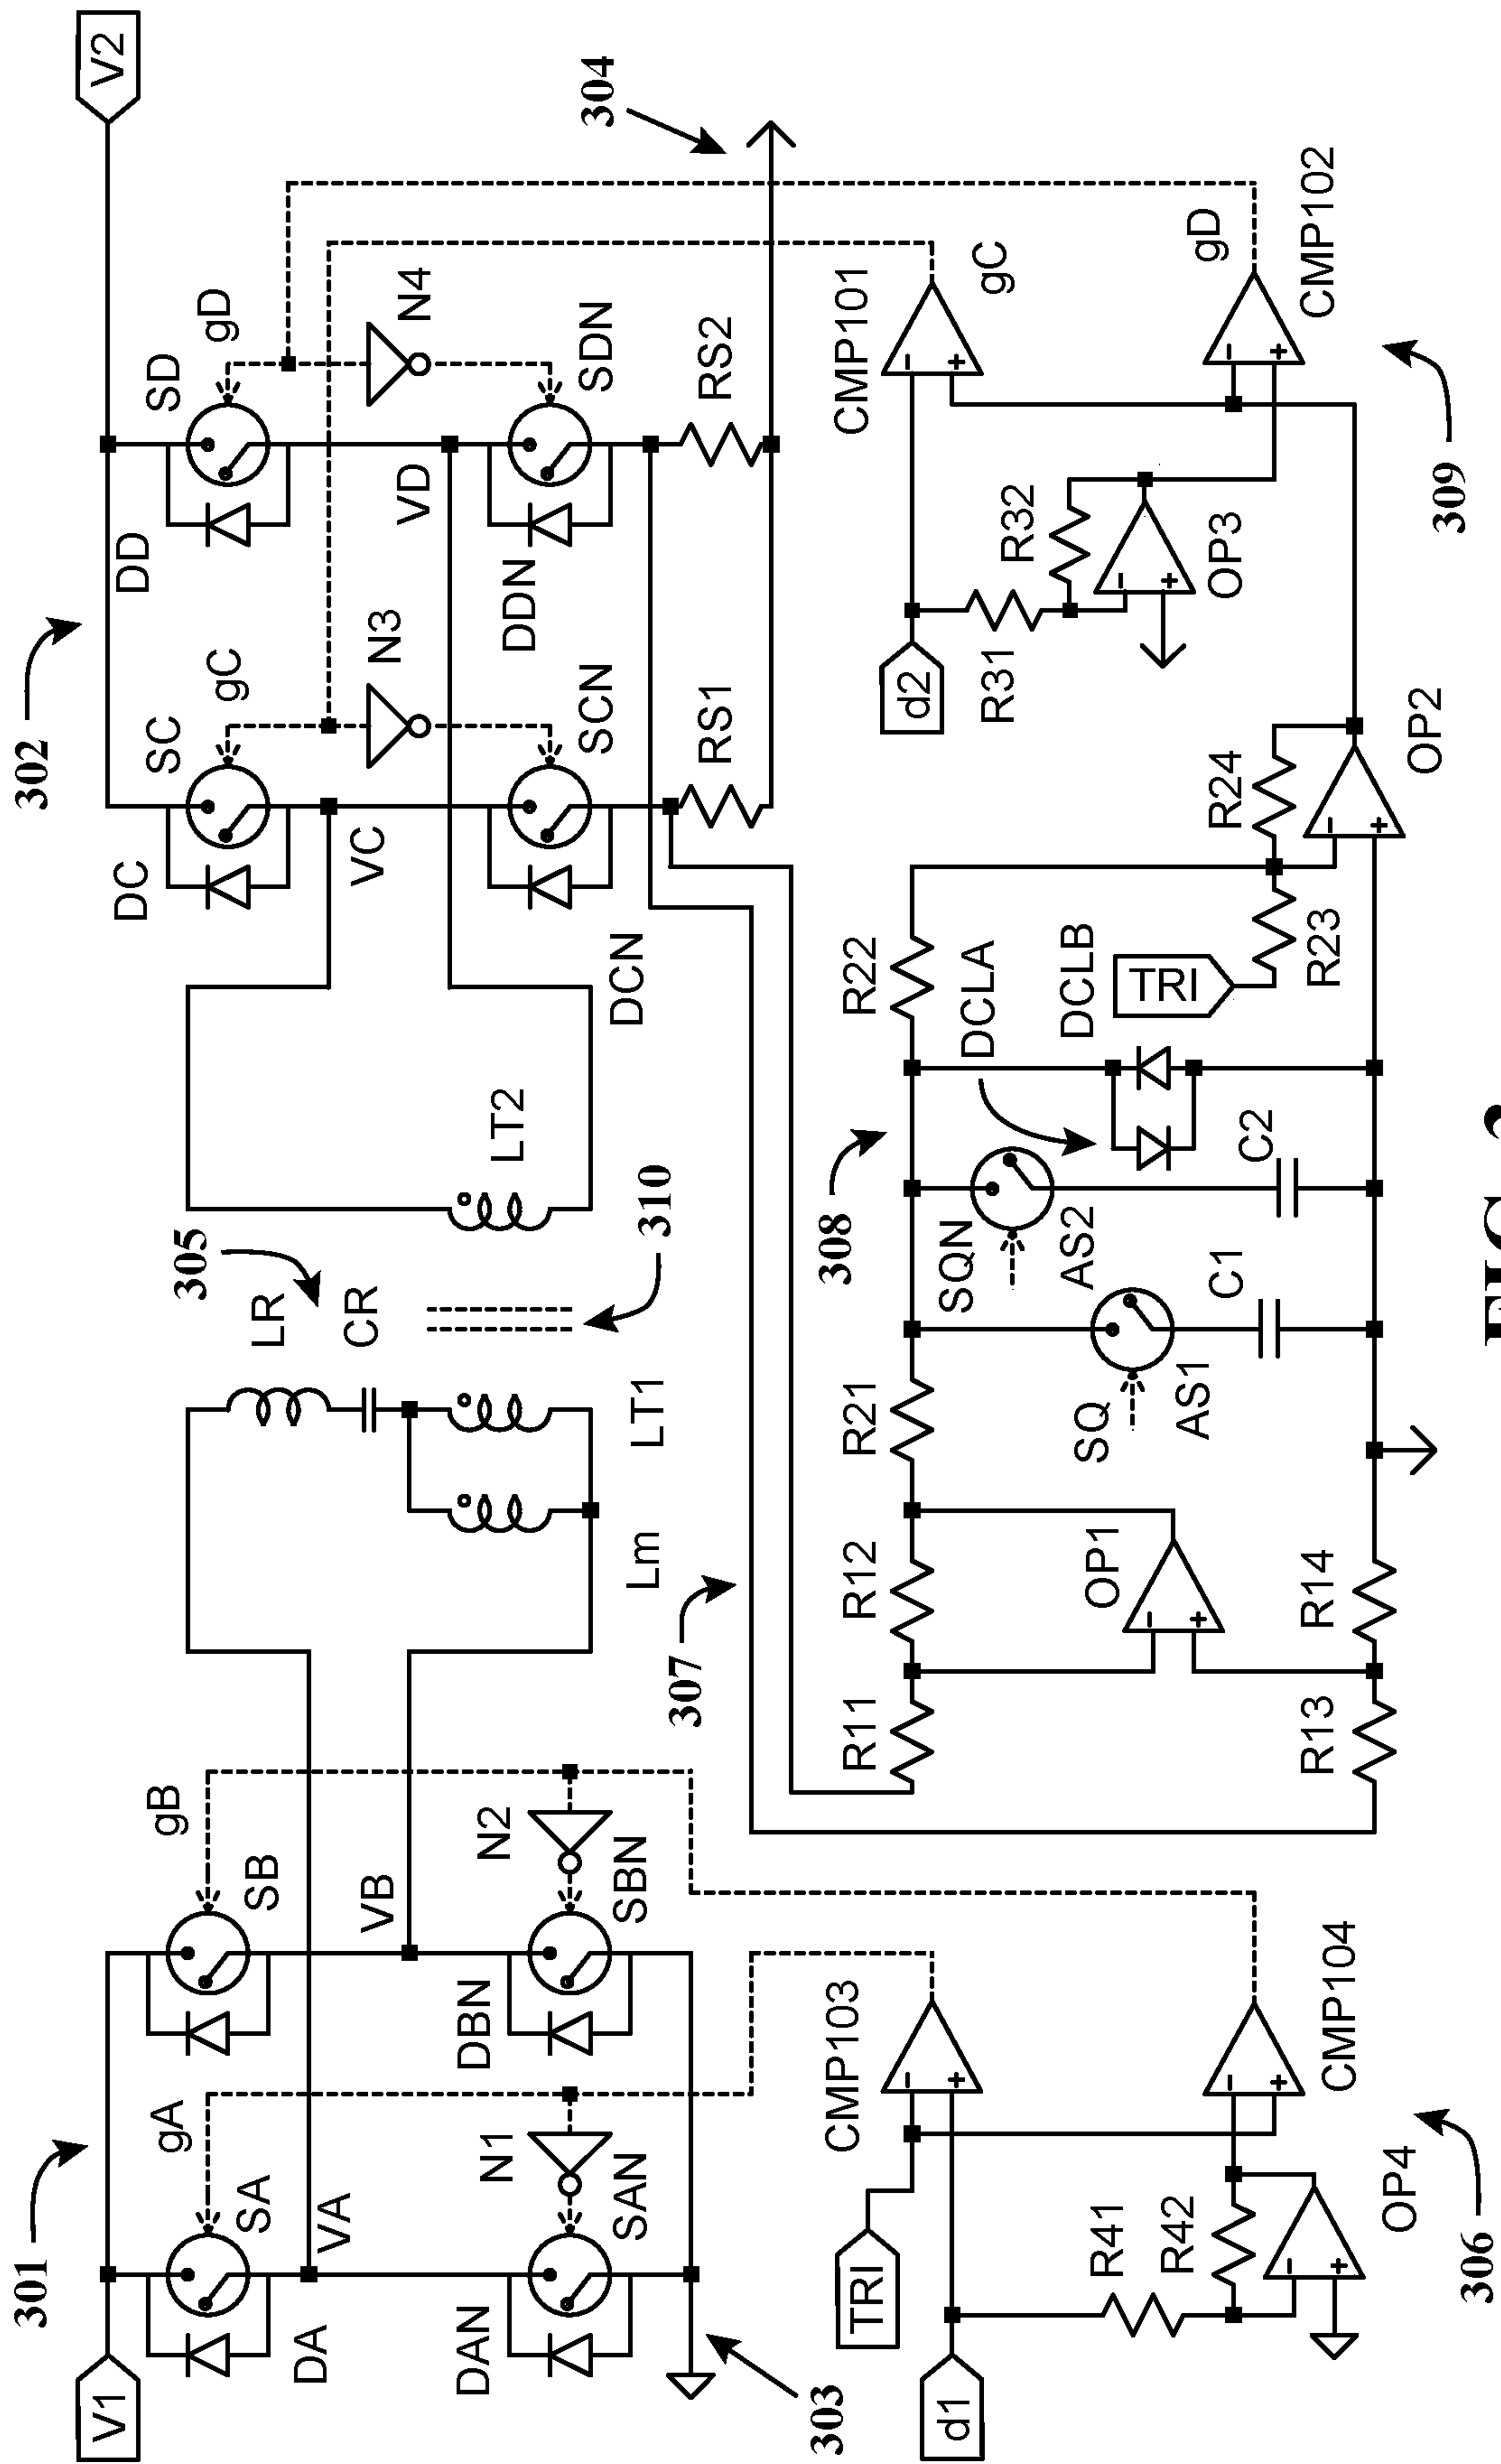 V1
301
gA
SA
VA
DA
N1
DAN
SAN
303
gB
SB
VB
N2
DBN
SBN
LR
305
CR
Lm
LT1
310
LT2
302
V2
DC
SC
gC
VC
N3
DCN
SCN
RS1
DD
SD
gD
VD
N4
DDN
SDN
RS2
304
TRI
d1
CMP103
R41
R42
OP4
CMP104
306
307
R11
R12
OP1
R13
R14
R21
SQ
AS1
C1
308
SQN
AS2
C2
DCLA
DCLB
R22
TRI
R23
R24
OP2
d2
R31
R32
OP3
CMP101
gC
gD
CMP102
309
-
+
-
+
-
+
-
+
-
+
-
+
-
+
-
+